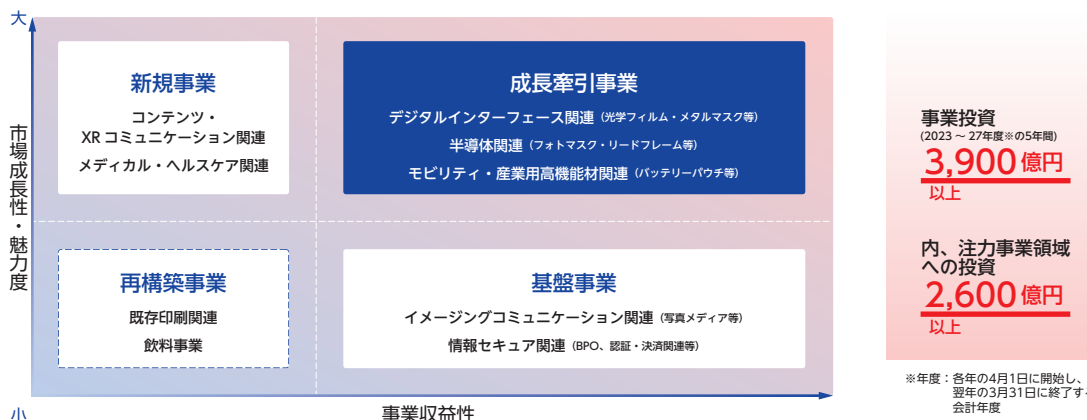 大
市場成長性・魅力度
小
事業収益性
新規事業
コンテンツ・
XRコミュニケーション関連
メディカル・ヘルスケア関連
成長牽引事業
デジタルインターフェース関連（光学フィルム・メタルマスク等）
半導体関連（フォトマスク・リードフレーム等）
モビリティ・産業用高機能材関連（バッテリーパウチ等）
再構築事業
既存印刷関連
飲料事業
基盤事業
イメージングコミュニケーション関連（写真メディア等）
情報セキュア関連（BPO、認証・決済関連等）
事業投資
(2023～27年度※の5年間)
3,900億円
以上
内、注力事業領域
への投資
2,600億円
以上
※年度：各年の4月1日に開始し、
翌年の3月31日に終了する
会計年度